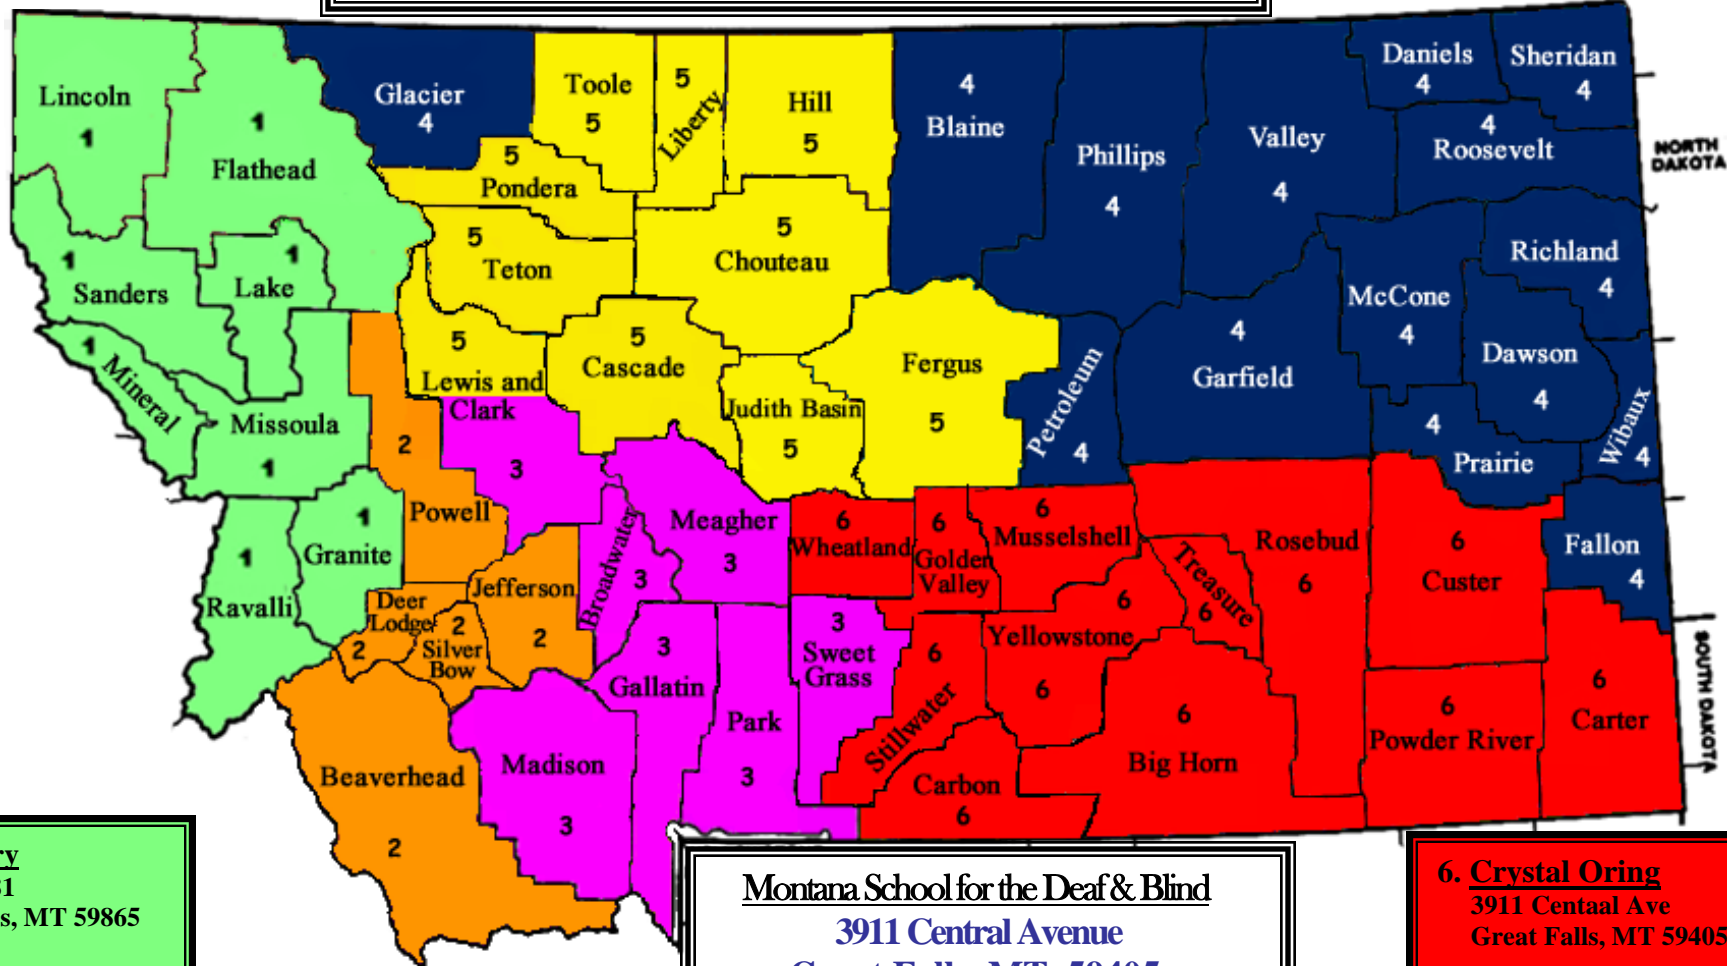 Lincoln
1
Flathead
1
Glacier
4
Toole
5
Liberty
5
Hill
5
Blaine
4
Phillips
4
Valley
4
Daniels
4
Sheridan
4
Roosevelt
4
NORTH
DAKOTA
Pondera
5
Teton
5
Chouteau
5
Sanders
1
Lake
1
Richland
4
McCone
4
Mineral
1
Lewis and
Clark
5
3
Cascade
5
Fergus
5
Judith Basin
5
Petroleum
4
Garfield
4
Dawson
4
Wibaux
4
Prairie
4
Missoula
1
Powell
2
Granite
1
Ravalli
1
Deer
Lodge
2
Silver
Bow
2
Jefferson
2
Broadwater
3
Meagher
3
Wheatland
6
Golden
Valley
6
Musselshell
6
Treasure
6
Rosebud
6
Custer
6
Fallon
4
Beaverhead
2
Madison
3
Gallatin
3
Park
3
Sweet
Grass
3
Stillwater
6
Yellowstone
6
6
Carbon
6
Big Horn
6
Powder River
6
Carter
6
SOUTH DAKOTA
ry
31
s, MT 59865
Montana School for the Deaf & Blind
3911 Central Avenue
Great Falls, MT 59405
6. Crystal Oring
3911 Centaal Ave
Great Falls, MT 59405